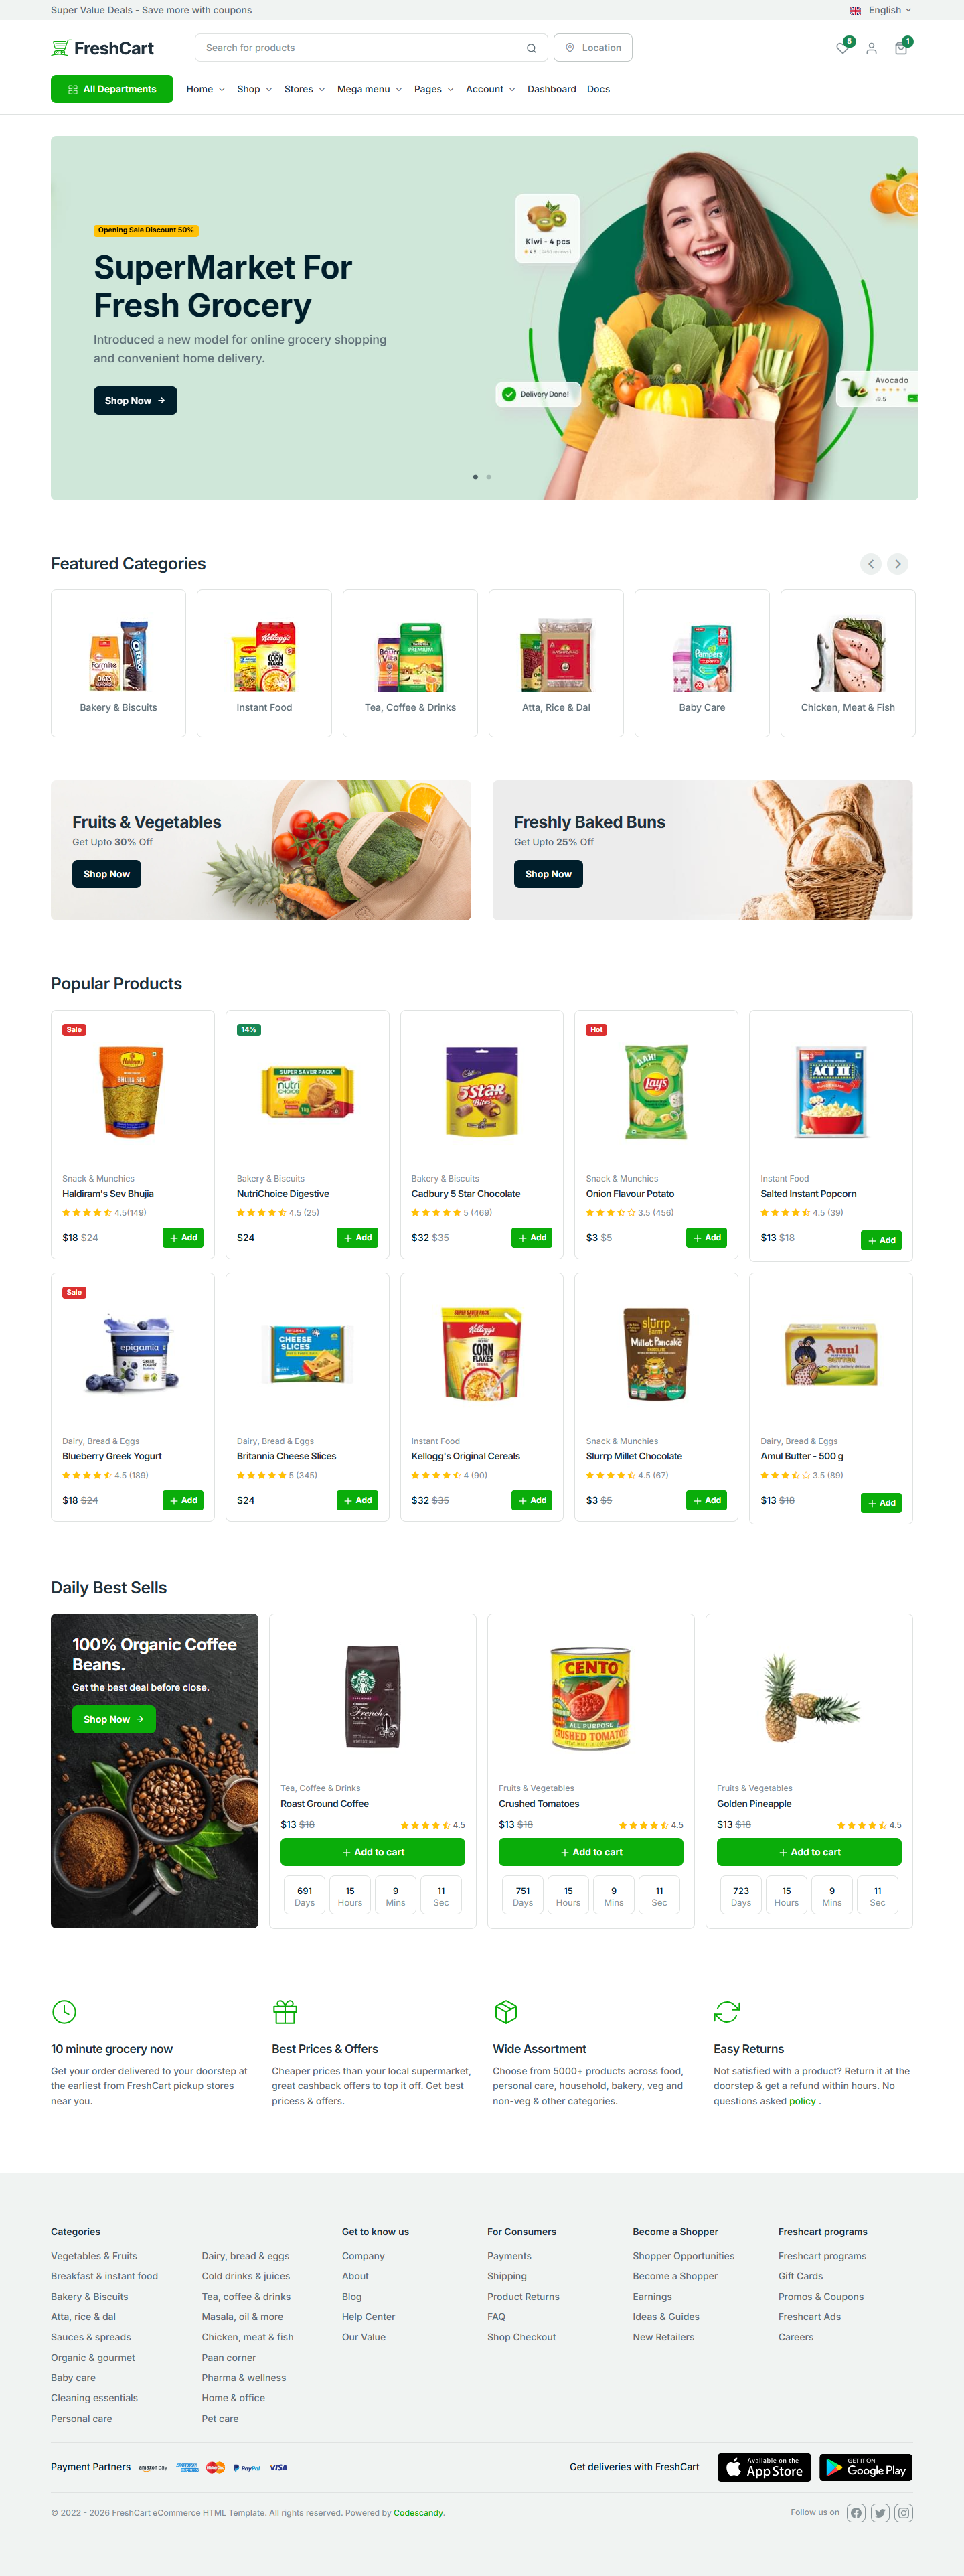 Super Value Deals - Save more with coupons
English
FreshCart
Search for products
Location
5
1
All Departments
Home
Shop
Stores
Mega menu
Pages
Account
Dashboard
Docs
Opening Sale Discount 50%
SuperMarket For
Fresh Grocery
Introduced a new model for online grocery shopping
and convenient home delivery.
Shop Now
Kiwi - 4 pcs
Delivery Done!
Avocado
Featured Categories
Bakery & Biscuits
Instant Food
Tea, Coffee & Drinks
Atta, Rice & Dal
Baby Care
Chicken, Meat & Fish
Fruits & Vegetables
Get Upto 30% Off
Shop Now
Freshly Baked Buns
Get Upto 25% Off
Shop Now
Popular Products
Sale
Snack & Munchies
Haldiram's Sev Bhujia
4.5(149)
$18 $24
Add
14%
Bakery & Biscuits
NutriChoice Digestive
4.5 (25)
$24
Add
Bakery & Biscuits
Cadbury 5 Star Chocolate
5 (469)
$32 $35
Add
Hot
Snack & Munchies
Onion Flavour Potato
3.5 (456)
$3 $5
Add
Instant Food
Salted Instant Popcorn
4.5 (39)
$13 $18
Add
Sale
Dairy, Bread & Eggs
Blueberry Greek Yogurt
4.5 (189)
$18 $24
Add
Dairy, Bread & Eggs
Britannia Cheese Slices
5 (345)
$24
Add
Instant Food
Kellogg's Original Cereals
4 (90)
$32 $35
Add
Snack & Munchies
Slurrp Millet Chocolate
4.5 (67)
$3 $5
Add
Dairy, Bread & Eggs
Amul Butter - 500 g
3.5 (89)
$13 $18
Add
Daily Best Sells
100% Organic Coffee
Beans.
Get the best deal before close.
Shop Now
Tea, Coffee & Drinks
Roast Ground Coffee
$13 $18
4.5
Add to cart
691 15 9 11
Days Hours Mins Sec
Fruits & Vegetables
Crushed Tomatoes
$13 $18
4.5
Add to cart
751 15 9 11
Days Hours Mins Sec
Fruits & Vegetables
Golden Pineapple
$13 $18
4.5
Add to cart
723 15 9 11
Days Hours Mins Sec
10 minute grocery now
Get your order delivered to your doorstep at
the earliest from FreshCart pickup stores
near you.
Best Prices & Offers
Cheaper prices than your local supermarket,
great cashback offers to top it off. Get best
pricess & offers.
Wide Assortment
Choose from 5000+ products across food,
personal care, household, bakery, veg and
non-veg & other categories.
Easy Returns
Not satisfied with a product? Return it at the
doorstep & get a refund within hours. No
questions asked policy .
Categories
Vegetables & Fruits
Breakfast & instant food
Bakery & Biscuits
Atta, rice & dal
Sauces & spreads
Organic & gourmet
Baby care
Cleaning essentials
Personal care
Dairy, bread & eggs
Cold drinks & juices
Tea, coffee & drinks
Masala, oil & more
Chicken, meat & fish
Paan corner
Pharma & wellness
Home & office
Pet care
Get to know us
Company
About
Blog
Help Center
Our Value
For Consumers
Payments
Shipping
Product Returns
FAQ
Shop Checkout
Become a Shopper
Shopper Opportunities
Become a Shopper
Earnings
Ideas & Guides
New Retailers
Freshcart programs
Freshcart programs
Gift Cards
Promos & Coupons
Freshcart Ads
Careers
Payment Partners
amazon pay
PayPal
VISA
Get deliveries with FreshCart
Available on the
App Store
GET IT ON
Google Play
© 2022 - 2026 FreshCart eCommerce HTML Template. All rights reserved. Powered by Codescandy.
Follow us on